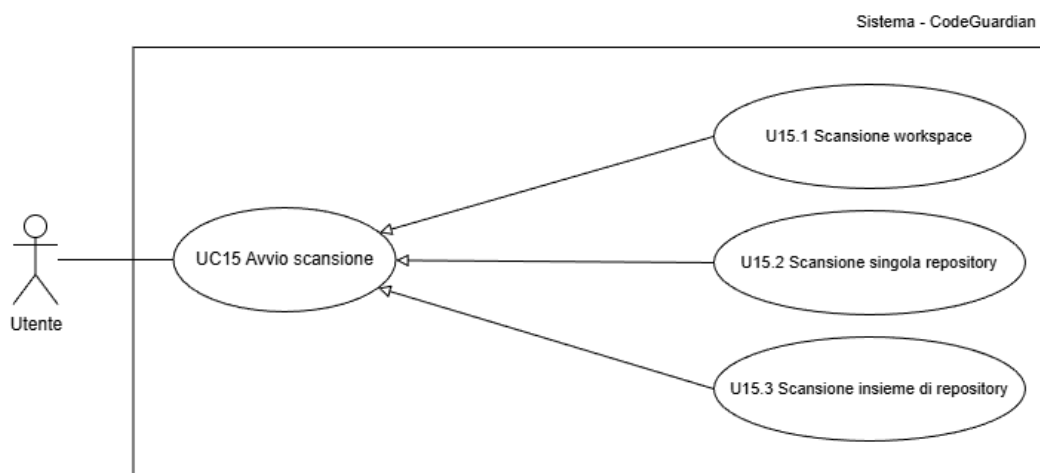 Sistema - CodeGuardian
U15.1 Scansione workspace
UC15 Avvio scansione
U15.2 Scansione singola repository
Utente
U15.3 Scansione insieme di repository